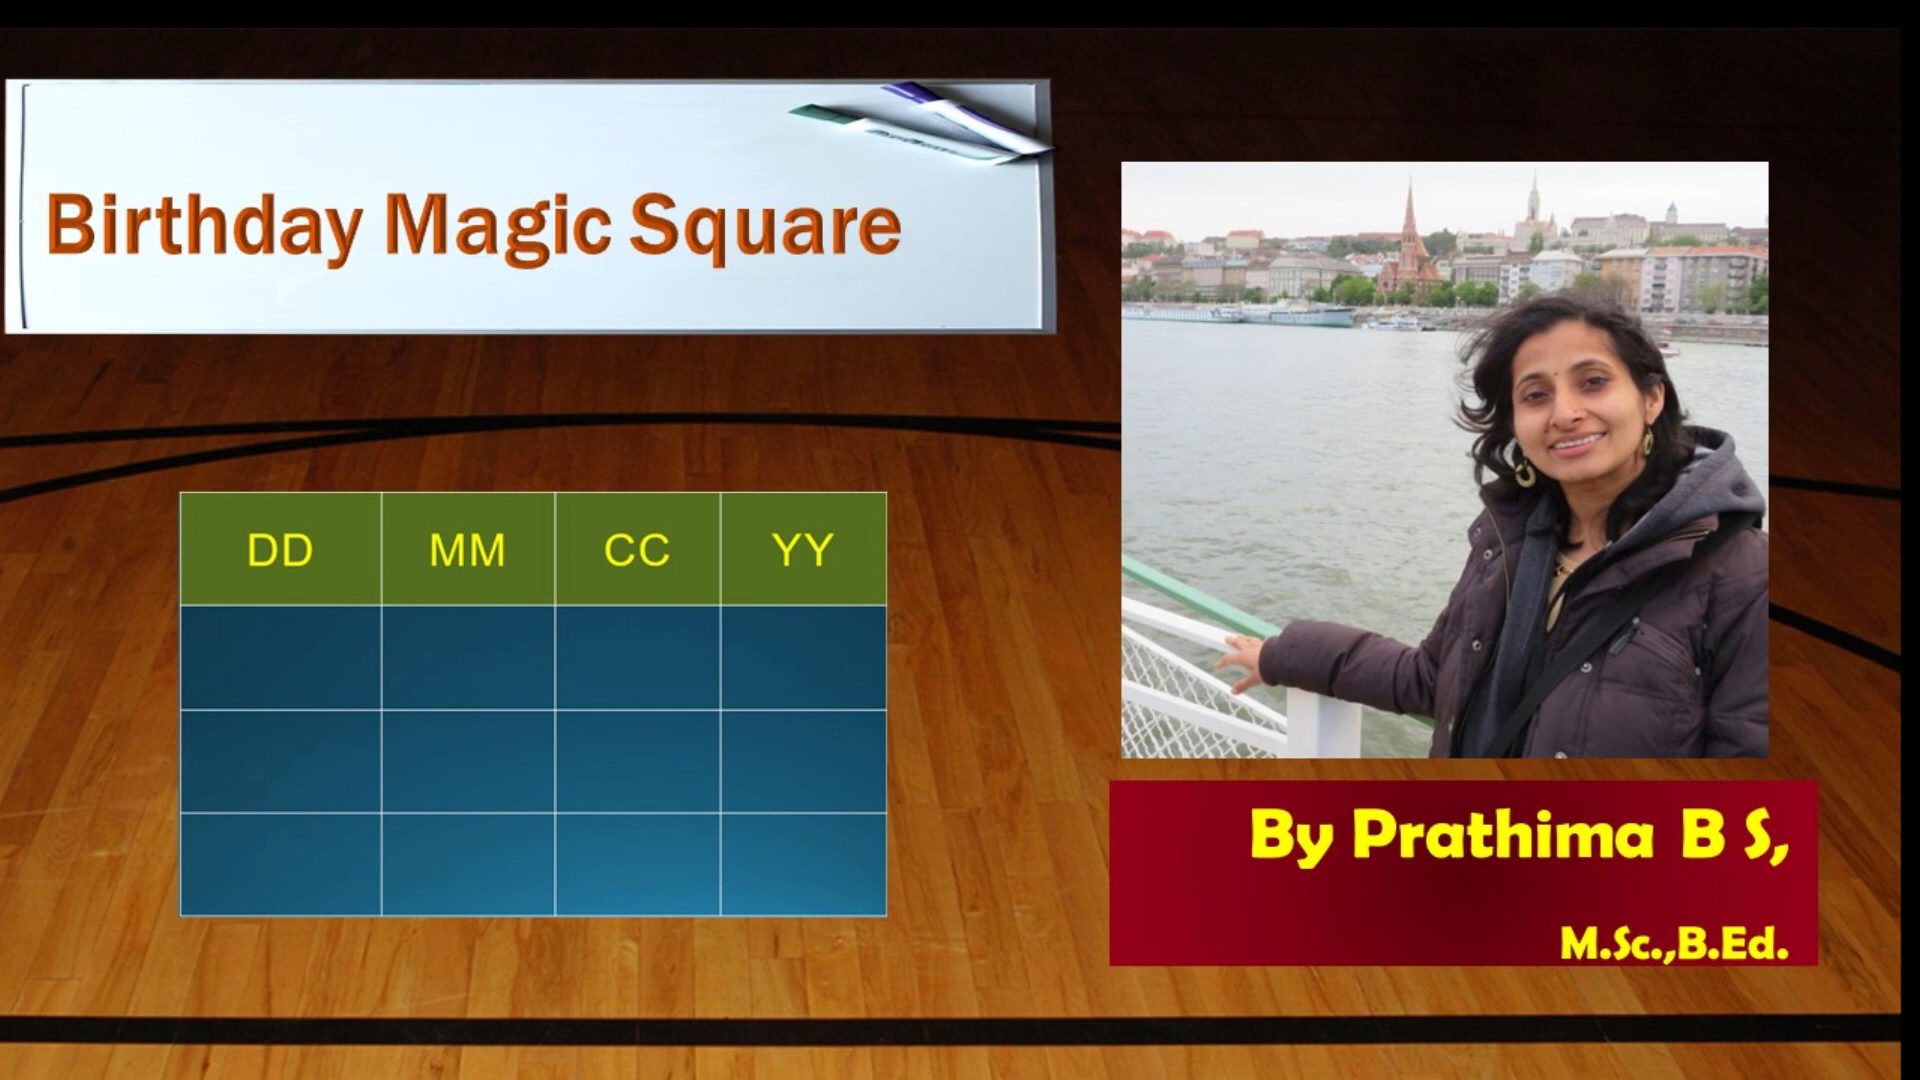 Birthday Magic Square
DD MM CC YY
By Prathima B S,
M.Sc.,B.Ed.